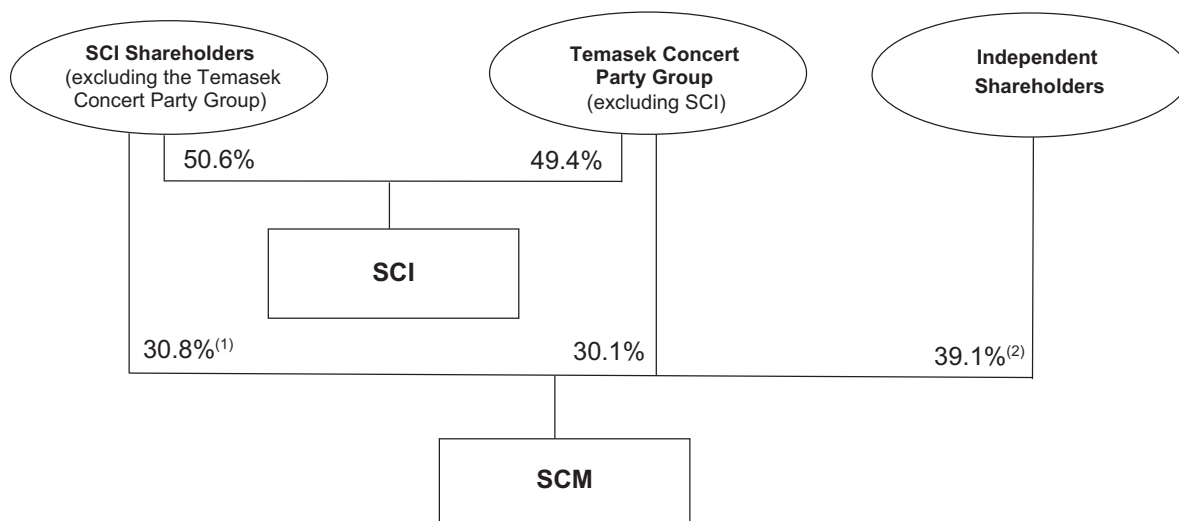 SCI Shareholders
(excluding the Temasek
Concert Party Group)
Temasek Concert
Party Group
(excluding SCI)
Independent
Shareholders
50.6%
49.4%
SCI
30.8%(1)
30.1%
39.1%(2)
SCM